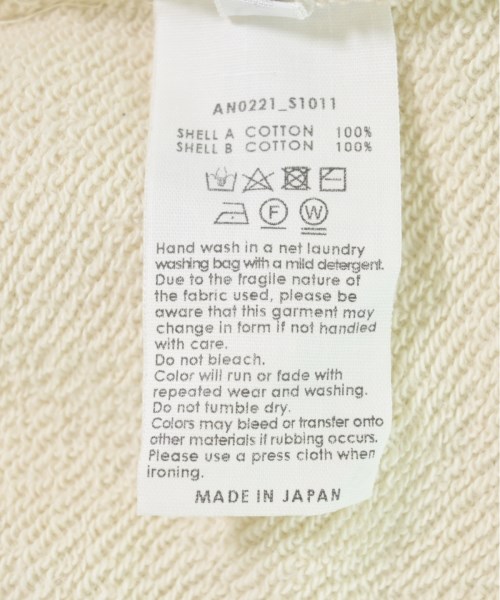 AN0221_S1011
SHELL A COTTON 100%
SHELL B COTTON 100%
F W
Hand wash in a net laundry
washing bag with a mild detergent.
Due to the fragile nature of
the fabric used, please be
aware that this garment may
change in form if not handled
with care.
Do not bleach.
Color will run or fade with
repeated wear and washing.
Do not tumble dry.
Colors may bleed or transfer onto
other materials if rubbing occurs.
Please use a press cloth when
ironing.
MADE IN JAPAN